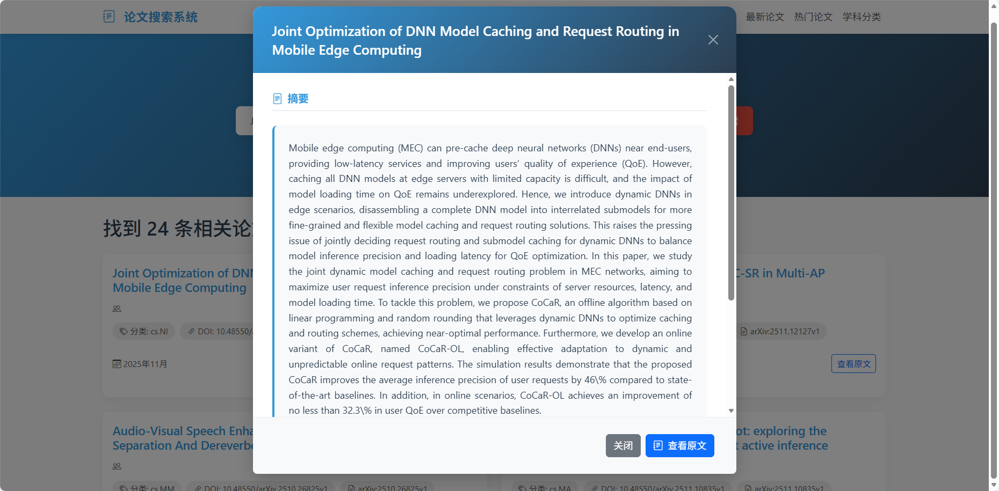 论文搜索系统
最新论文 热门论文 学科分类
Joint Optimization of DNN Model Caching and Request Routing in
Mobile Edge Computing
摘要
Mobile edge computing (MEC) can pre-cache deep neural networks (DNNs) near end-users,
providing low-latency services and improving users' quality of experience (QoE). However,
caching all DNN models at edge servers with limited capacity is difficult, and the impact of
model loading time on QoE remains underexplored. Hence, we introduce dynamic DNNs in
edge scenarios, disassembling a complete DNN model into interrelated submodels for more
fine-grained and flexible model caching and request routing solutions. This raises the pressing
issue of jointly deciding request routing and submodel caching for dynamic DNNs to balance
model inference precision and loading latency for QoE optimization. In this paper, we study
the joint dynamic model caching and request routing problem in MEC networks, aiming to
maximize user request inference precision under constraints of server resources, latency, and
model loading time. To tackle this problem, we propose CoCaR, an offline algorithm based on
linear programming and random rounding that leverages dynamic DNNs to optimize caching
and routing schemes, achieving near-optimal performance. Furthermore, we develop an online
variant of CoCaR, named CoCaR-OL, enabling effective adaptation to dynamic and
unpredictable online request patterns. The simulation results demonstrate that the proposed
CoCaR improves the average inference precision of user requests by 46\% compared to state-
of-the-art baselines. In addition, in online scenarios, CoCaR-OL achieves an improvement of
no less than 32.3\% in user QoE over competitive baselines.
关闭
查看原文
找到 24 条相关论
Joint Optimization of DN
Mobile Edge Computing
分类: cs.NI
DOI: 10.48550/
2025年11月
C-SR in Multi-AP
arXiv:2511.12127v1
查看原文
Audio-Visual Speech Enha
Separation And Dereverb
分类: cs.MM
DOI: 10.48550/arXiv.2510.26825v1
arXiv:2510.26825v1
ot: exploring the
t active inference
分类: cs.MA
DOI: 10.48550/arXiv.2511.10835v1
arXiv:2511.10835v1